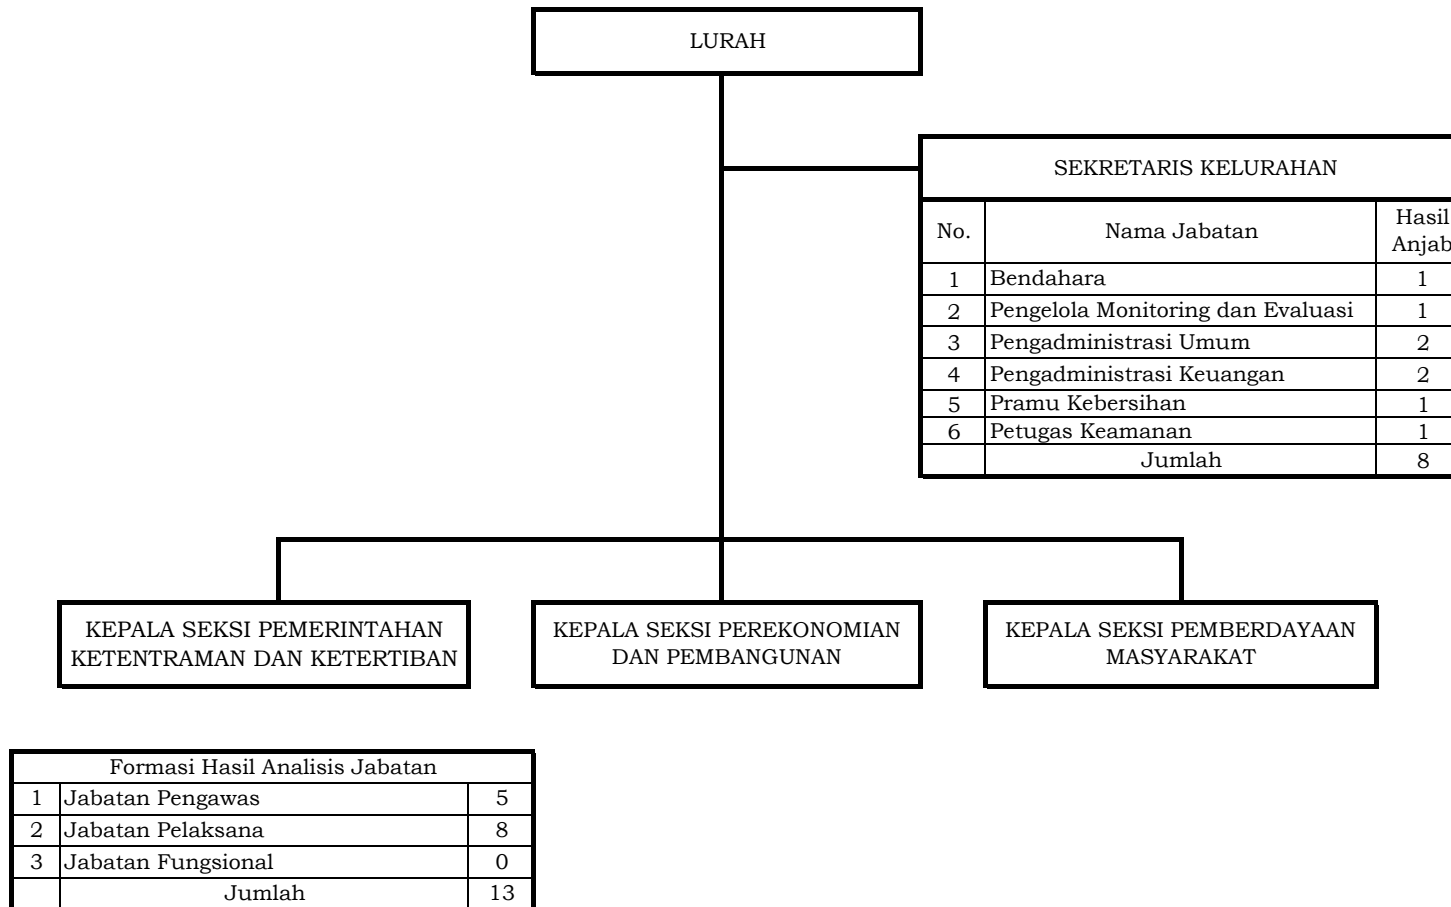 LURAH
SEKRETARIS KELURAHAN
No. Nama Jabatan Hasil Anjab
1 Bendahara 1
2 Pengelola Monitoring dan Evaluasi 1
3 Pengadministrasi Umum 2
4 Pengadministrasi Keuangan 2
5 Pramu Kebersihan 1
6 Petugas Keamanan 1
Jumlah 8
KEPALA SEKSI PEMERINTAHAN
KETENTRAMAN DAN KETERTIBAN
KEPALA SEKSI PEREKONOMIAN
DAN PEMBANGUNAN
KEPALA SEKSI PEMBERDAYAAN
MASYARAKAT
Formasi Hasil Analisis Jabatan
1 Jabatan Pengawas 5
2 Jabatan Pelaksana 8
3 Jabatan Fungsional 0
Jumlah 13